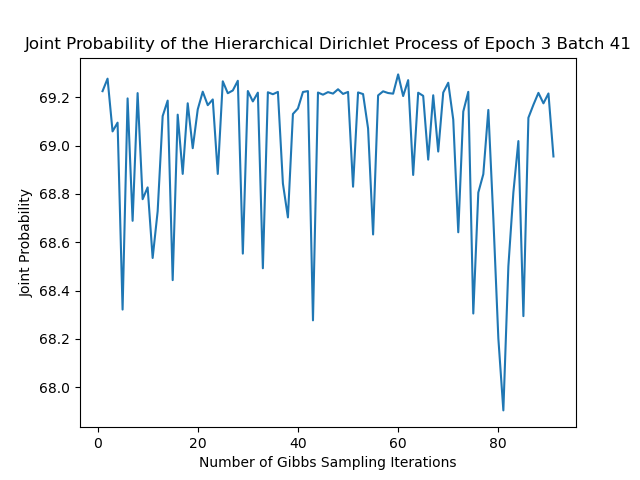 Joint Probability of the Hierarchical Dirichlet Process of Epoch 3 Batch 41
69.2
69.0
68.8
68.6
68.4
68.2
68.0
Joint Probability
0 20 40 60 80
Number of Gibbs Sampling Iterations